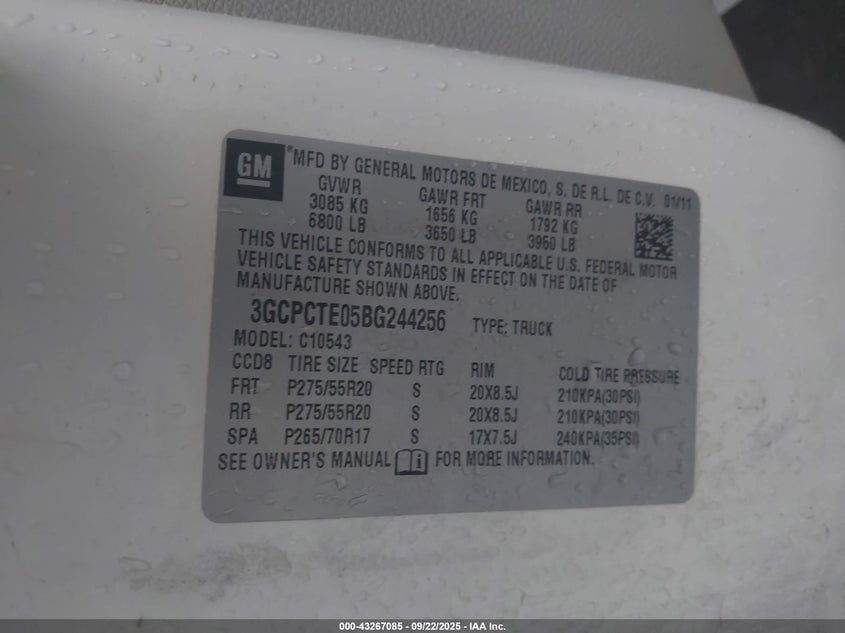 GM
*MFD BY GENERAL MOTORS DE MEXICO, S. DE R.L. DE C.V. 01/11
GVWR GAWR FRT GAWR RR
3085 KG 1656 KG 1792 KG
6800 LB 3650 LB 3950 LB
THIS VEHICLE CONFORMS TO ALL APPLICABLE U.S. FEDERAL MOTOR
VEHICLE SAFETY STANDARDS IN EFFECT ON THE DATE OF
MANUFACTURE SHOWN ABOVE.
3GCPCTE05BG244256 TYPE: TRUCK
MODEL: C10543
CCD8 TIRE SIZE SPEED RTG RIM COLD TIRE PRESSURE
FRT P275/55R20 S 20X8.5J 210KPA(30PSI)
RR P275/55R20 S 20X8.5J 210KPA(30PSI)
SPA P265/70R17 S 17X7.5J 240KPA(35PSI)
SEE OWNER'S MANUAL FOR MORE INFORMATION.
000-43267085 - 09/22/2025 - IAA Inc.